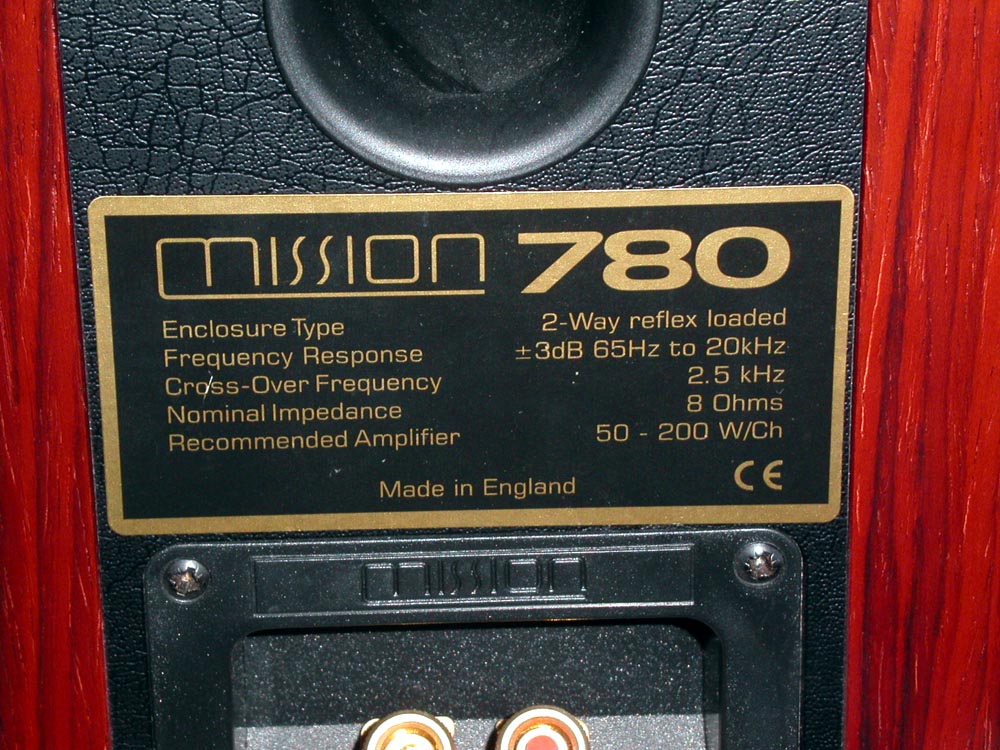 mission 780
Enclosure Type 2-Way reflex loaded
Frequency Response ±3dB 65Hz to 20kHz
Cross-Over Frequency 2.5 kHz
Nominal Impedance 8 Ohms
Recommended Amplifier 50 - 200 W/Ch
Made in England CE
mission